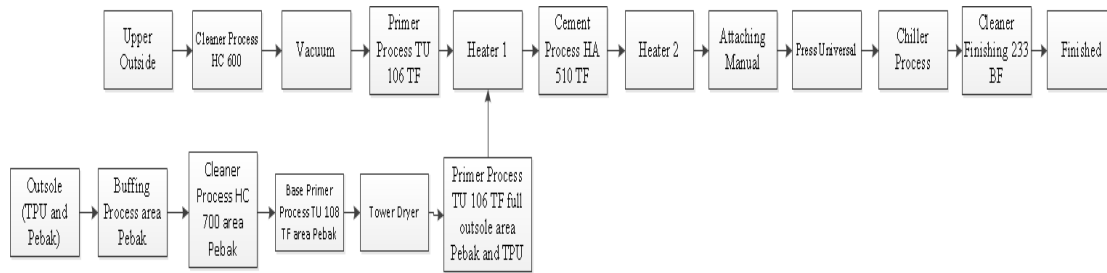 Upper
Outside
Cleaner Process
HC 600
Vacuum
Primer
Process TU
106 TF
Heater 1
Cement
Process HA
510 TF
Heater 2
Attaching
Manual
Press Universal
Chiller
Process
Cleaner
Finishing 233
BF
Finished
Outsole
(TPU and
Pebak)
Buffing
Process area
Pebak
Cleaner
Process HC
700 area
Pebak
Base Primer
Process TU 108
TF area Pebak
Tower Dryer
Primer Process
TU 106 TF full
outsole area
Pebak and TPU